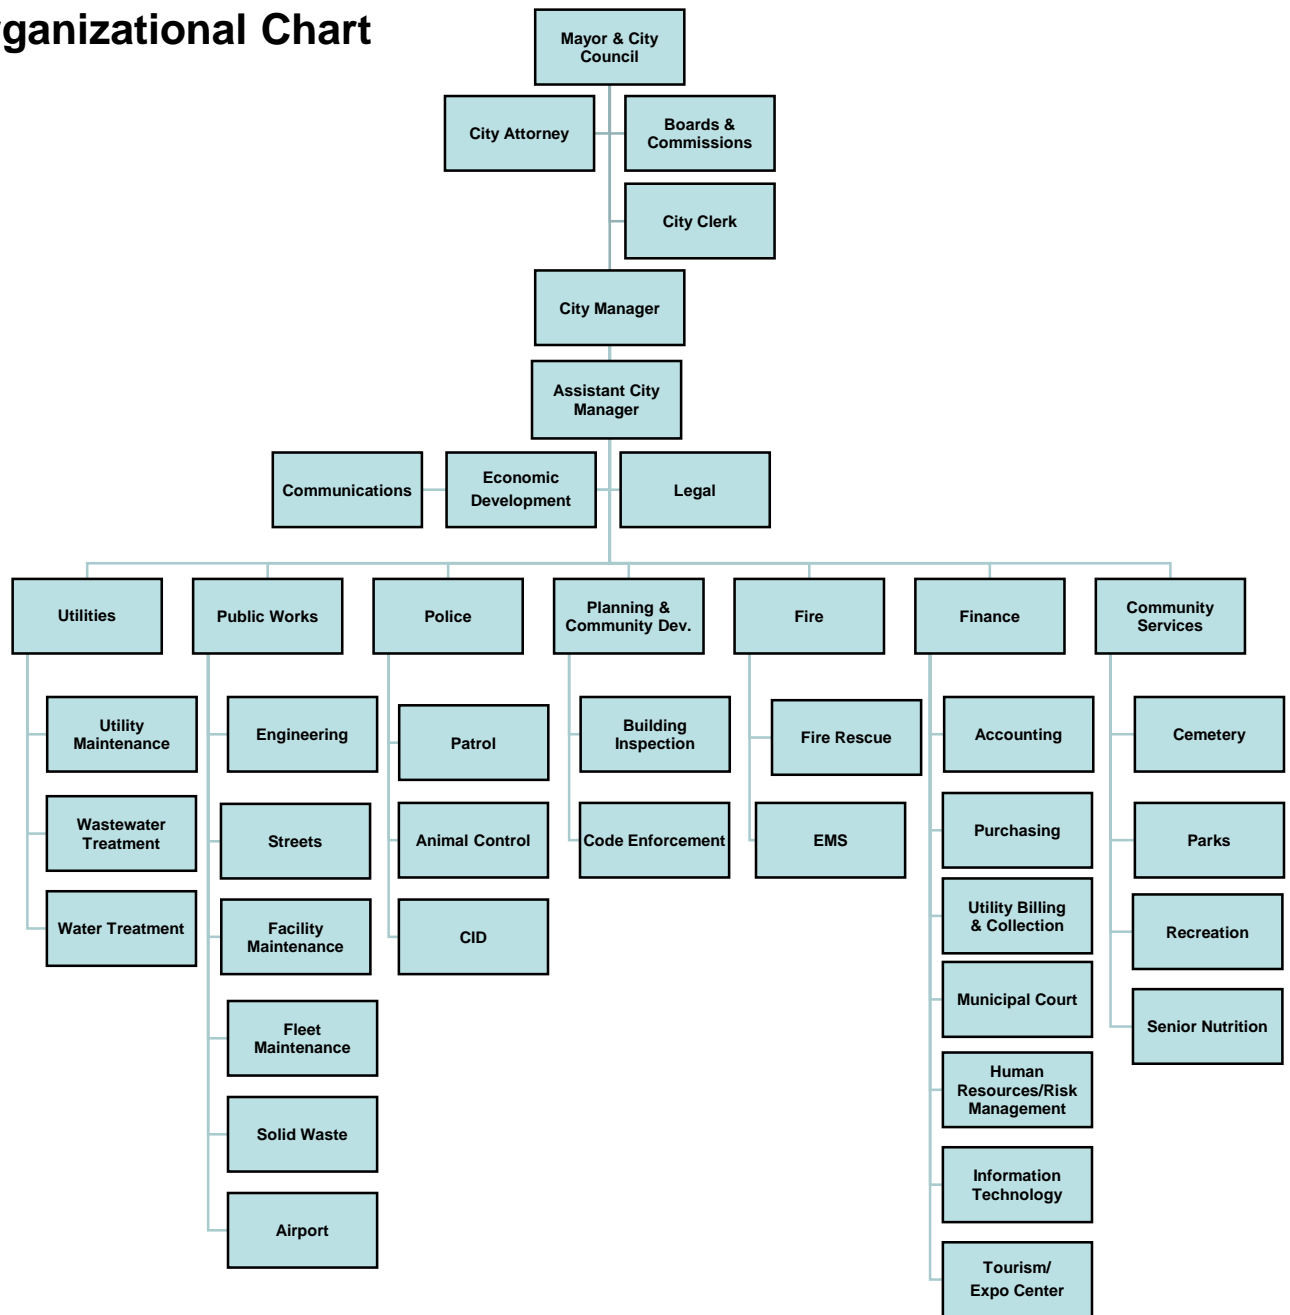 ganizational Chart
Mayor & City
Council
City Attorney
Boards &
Commissions
City Clerk
City Manager
Assistant City
Manager
Communications
Economic
Development
Legal
Utilities
Public Works
Police
Planning &
Community Dev.
Fire
Finance
Community
Services
Utility
Maintenance
Wastewater
Treatment
Water Treatment
Engineering
Streets
Facility
Maintenance
Fleet
Maintenance
Solid Waste
Airport
Patrol
Animal Control
CID
Building
Inspection
Code Enforcement
Fire Rescue
EMS
Accounting
Purchasing
Utility Billing
& Collection
Municipal Court
Human
Resources/Risk
Management
Information
Technology
Tourism/
Expo Center
Cemetery
Parks
Recreation
Senior Nutrition